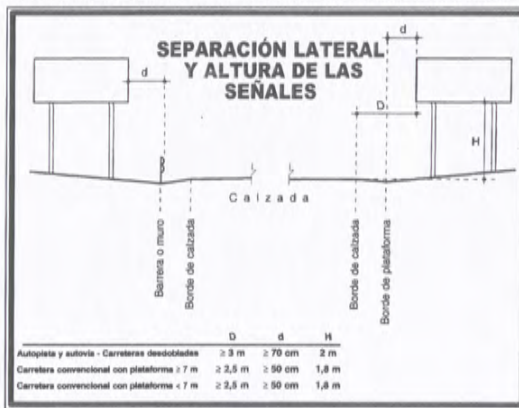 SEPARACIÓN LATERAL
Y ALTURA DE LAS
SEÑALES
d
d
D
H
Calzada
Barrera o muro
Borde de calzada
Borde de calzada
Borde de plataforma
D d H
Autopista y autovía - Carreteras desdobladas ≥ 3 m ≥ 70 cm 2 m
Carretera convencional con plataforma ≥ 7 m ≥ 2,5 m ≥ 50 cm 1,8 m
Carretera convencional con plataforma < 7 m ≥ 2,5 m ≥ 50 cm 1,8 m